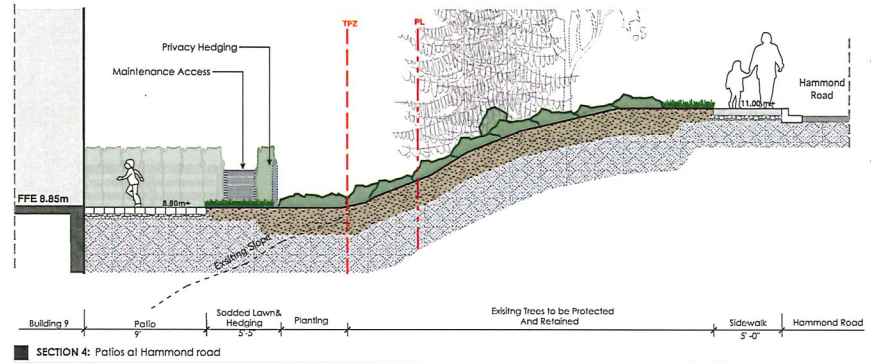 TPZ
PL
Privacy Hedging
Maintenance Access
Hammond
Road
11.00 m
FFE 8.85m
8.80m
Exsiting Slope
Building 9
Patio
9'
Sodded Lawn&
Hedging
5'-5"
Planting
Exisitng Trees to be Protected
And Retained
Sidewalk
5'-0"
Hammond Road
SECTION 4: Patios at Hammond road